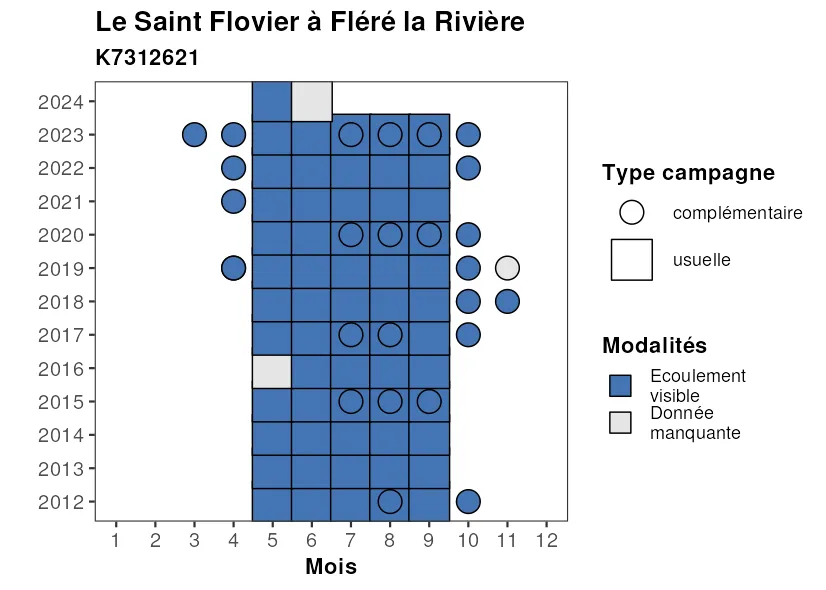 Le Saint Flovier à Fléré la Rivière
K7312621
2024
2023
2022
2021
2020
2019
2018
2017
2016
2015
2014
2013
2012
1 2 3 4 5 6 7 8 9 10 11 12
Mois
Type campagne
complémentaire
usuelle
Modalités
Ecoulement
visible
Donnée
manquante